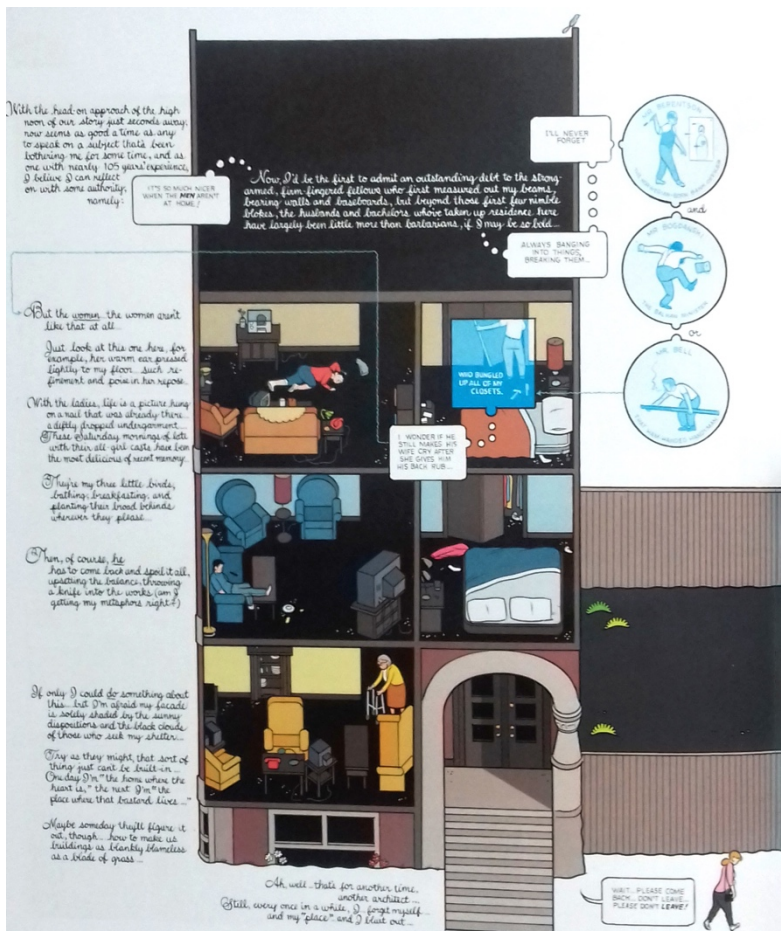 With the head-on approach of the high
noon of our story just seconds away,
now seems as good a time as any
to speak on a subject that's been
bothering me for some time, and as
one with nearly 105 years' experience,
I believe I can reflect
on with some authority,
namely:
IT'S SO MUCH NICER
WHEN THE MEN AREN'T
AT HOME!
Now, I'd be the first to admit an outstanding debt to the strong-
armed, firm-fingered fellows who first measured out my beams,
bearing walls and baseboards, but beyond those first few nimble
blokes, the husbands and bachelors who've taken up residence here
have largely been little more than barbarians, if I may be so bold...
I'LL NEVER
FORGET
MR. BERENTSON,
and
ALWAYS BANGING
INTO THINGS,
BREAKING THEM...
MR BOGDANSKI
THE SALMAN
or
MR. BELL
HAM-HANDED HANDYMAN
WHO BUNGLED
UP ALL OF MY
CLOSETS.
I WONDER IF HE
STILL MAKES HIS
WIFE CRY AFTER
SHE GIVES HIM
HIS BACK RUB...
But the women... the women aren't
like that at all...
Just look at this one here, for
example, her warm ear pressed
lightly to my floor... such re-
finement and poise in her repose...
With the ladies, life is a picture hung
on a nail that was already there...
a deftly dropped undergarment...
These Saturday mornings of late
with their all-girl casts have been
the most delicious of recent memory.
They're my three little birds,
bathing, breakfasting, and
planting their broad behinds
wherever they please...
Then, of course, he
has to come back and spoil it all,
upsetting the balance, throwing
a knife into the works (am I
getting my metaphors right?)
If only I could do something about
this... but I'm afraid my facade
is solely shaded by the sunny
dispositions and the black clouds
of those who seek my shelter...
Try as they might, that sort of
thing just can't be built-in...
One day I'm "the home where the
heart is," the next I'm "the
place where that bastard lives..."
Maybe someday they'll figure it
out, though... how to make us
buildings as blankly blameless
as a blade of grass...
Ah, well... that's for another time,
another architect...
Still, every once in a while, I forget myself...
and my "place" and I blurt out...
WAIT... PLEASE COME
BACK... DON'T LEAVE...
PLEASE DON'T LEAVE!